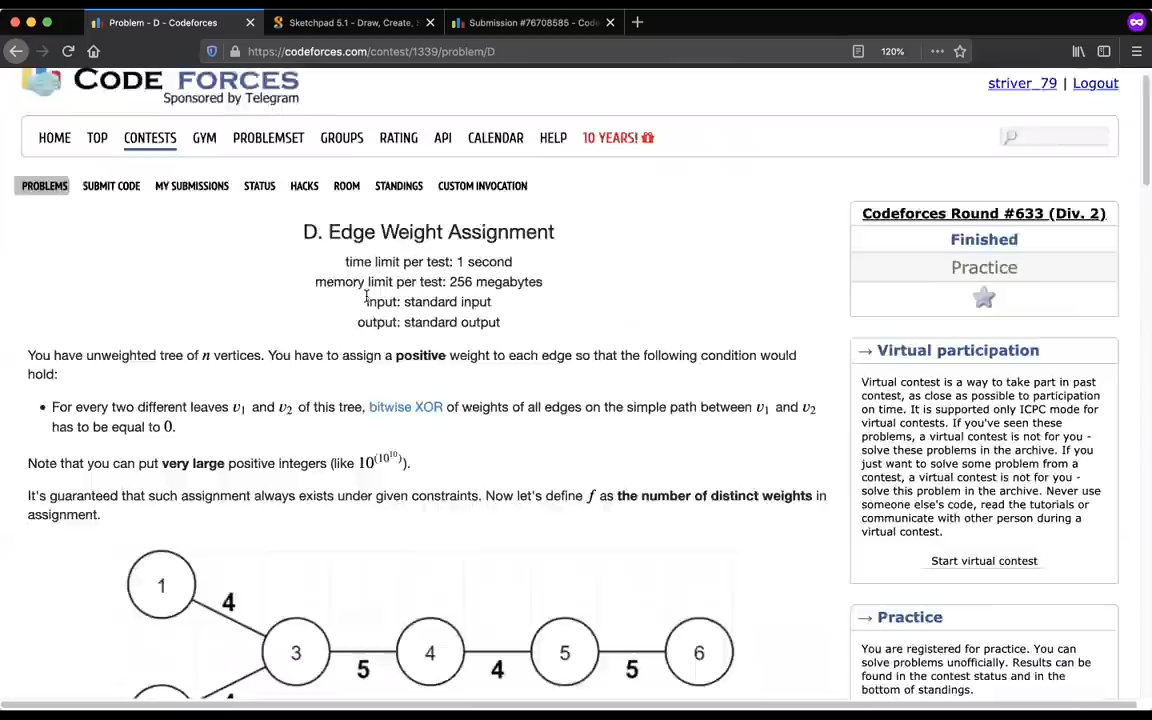 Problem - D - Codeforces
Sketchpad 5.1 - Draw, Create,
Submission #76708585 - Code
https://codeforces.com/contest/1339/problem/D
120%
CODE FORCES
Sponsored by Telegram
striver_79 | Logout
HOME TOP CONTESTS GYM PROBLEMSET GROUPS RATING API CALENDAR HELP 10 YEARS!
PROBLEMS SUBMIT CODE MY SUBMISSIONS STATUS HACKS ROOM STANDINGS CUSTOM INVOCATION
D. Edge Weight Assignment
time limit per test: 1 second
memory limit per test: 256 megabytes
input: standard input
output: standard output
You have unweighted tree of n vertices. You have to assign a positive weight to each edge so that the following condition would
hold:
• For every two different leaves v1 and v2 of this tree, bitwise XOR of weights of all edges on the simple path between v1 and v2
has to be equal to 0.
Note that you can put very large positive integers (like 10^(10^10)).
It's guaranteed that such assignment always exists under given constraints. Now let's define f as the number of distinct weights in
assignment.
1
4
3
5
4
4
5
5
6
Codeforces Round #633 (Div. 2)
Finished
Practice
→ Virtual participation
Virtual contest is a way to take part in past
contest, as close as possible to participation
on time. It is supported only ICPC mode for
virtual contests. If you've seen these
problems, a virtual contest is not for you -
solve these problems in the archive. If you
just want to solve some problem from a
contest, a virtual contest is not for you -
solve this problem in the archive. Never use
someone else's code, read the tutorials or
communicate with other person during a
virtual contest.
Start virtual contest
→ Practice
You are registered for practice. You can
solve problems unofficially. Results can be
found in the contest status and in the
bottom of standings.